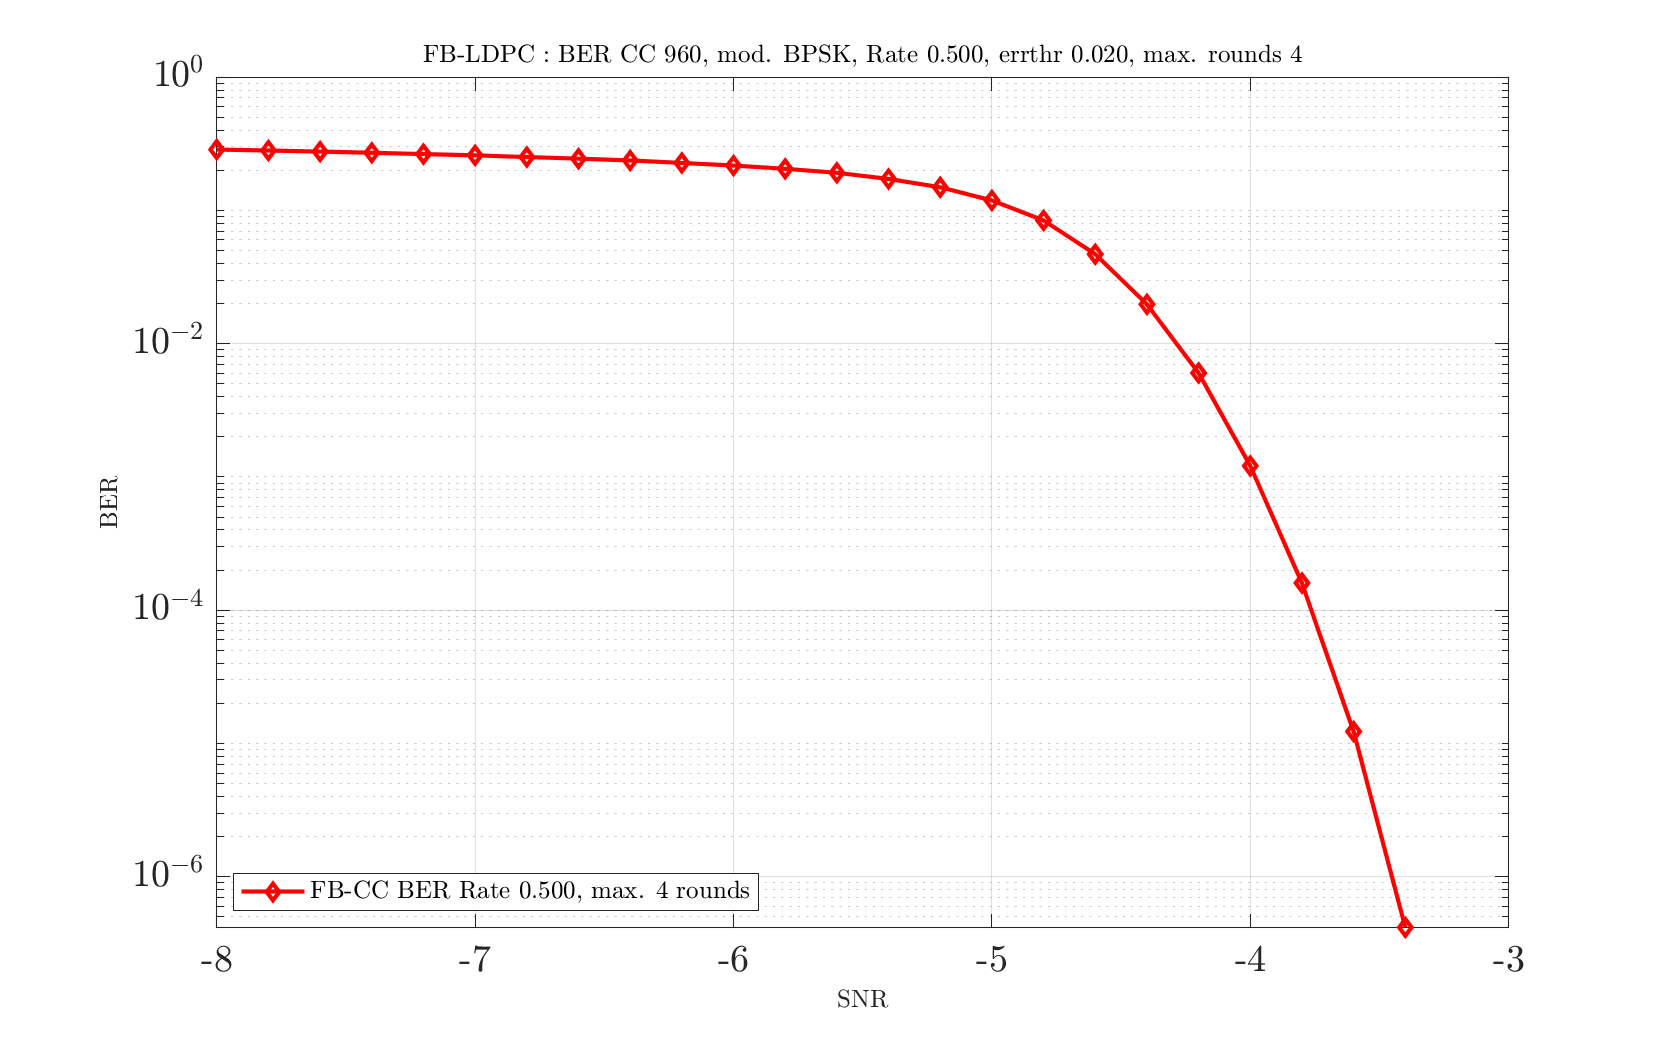 FB-LDPC : BER CC 960, mod. BPSK, Rate 0.500, errthr 0.020, max. rounds 4
10^0
10^{-2}
10^{-4}
10^{-6}
BER
FB-CC BER Rate 0.500, max. 4 rounds
-8 -7 -6 -5 -4 -3
SNR